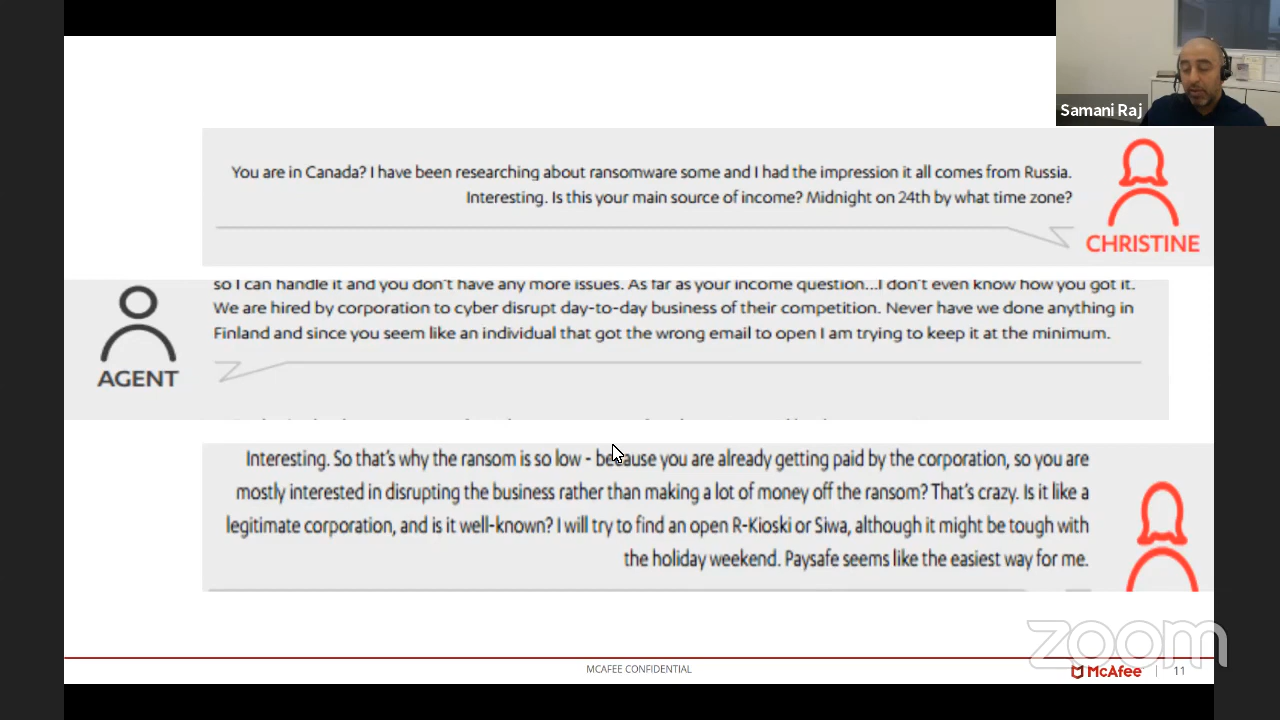 Samani Raj
You are in Canada? I have been researching about ransomware some and I had the impression it all comes from Russia.
Interesting. Is this your main source of income? Midnight on 24th by what time zone?
CHRISTINE
so I can handle it and you don't have any more issues. As far as your income question...I don't even know how you got it.
We are hired by corporation to cyber disrupt day-to-day business of their competition. Never have we done anything in
Finland and since you seem like an individual that got the wrong email to open I am trying to keep it at the minimum.
AGENT
Interesting. So that's why the ransom is so low - because you are already getting paid by the corporation, so you are
mostly interested in disrupting the business rather than making a lot of money off the ransom? That's crazy. Is it like a
legitimate corporation, and is it well-known? I will try to find an open R-Kioski or Siwa, although it might be tough with
the holiday weekend. Paysafe seems like the easiest way for me.
zoom
MCAFEE CONFIDENTIAL
McAfee | 11